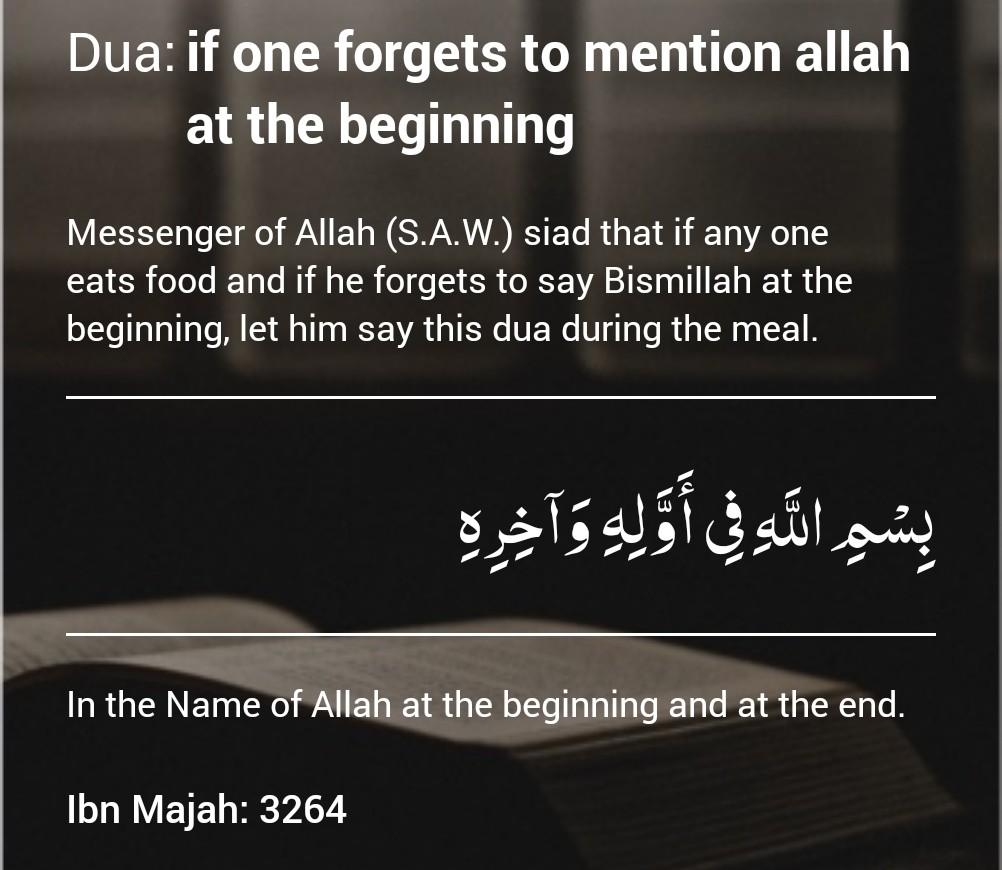 Dua: if one forgets to mention allah
at the beginning
Messenger of Allah (S.A.W.) siad that if any one
eats food and if he forgets to say Bismillah at the
beginning, let him say this dua during the meal.
بِسْمِ اللَّهِ فِي أَوَّلِهِ وَآخِرِهِ
In the Name of Allah at the beginning and at the end.
Ibn Majah: 3264